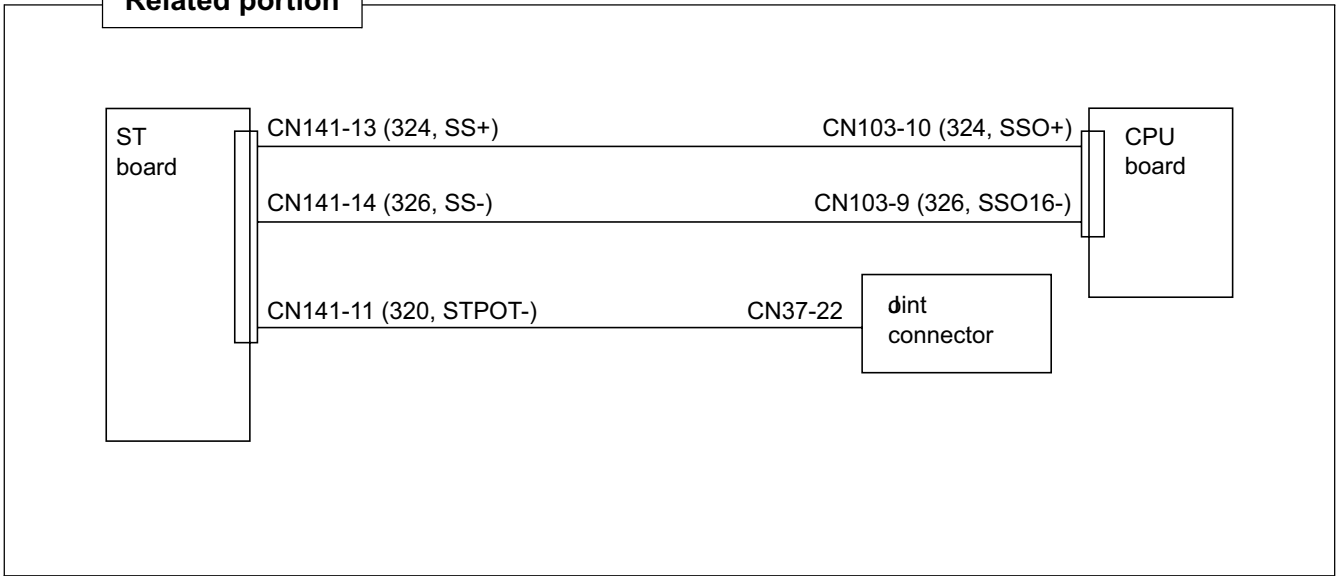 Related portion
ST
board
CN141-13 (324, SS+)
CN103-10 (324, SSO+)
CPU
board
CN141-14 (326, SS-)
CN103-9 (326, SSO16-)
CN141-11 (320, STPOT-)
CN37-22
connector